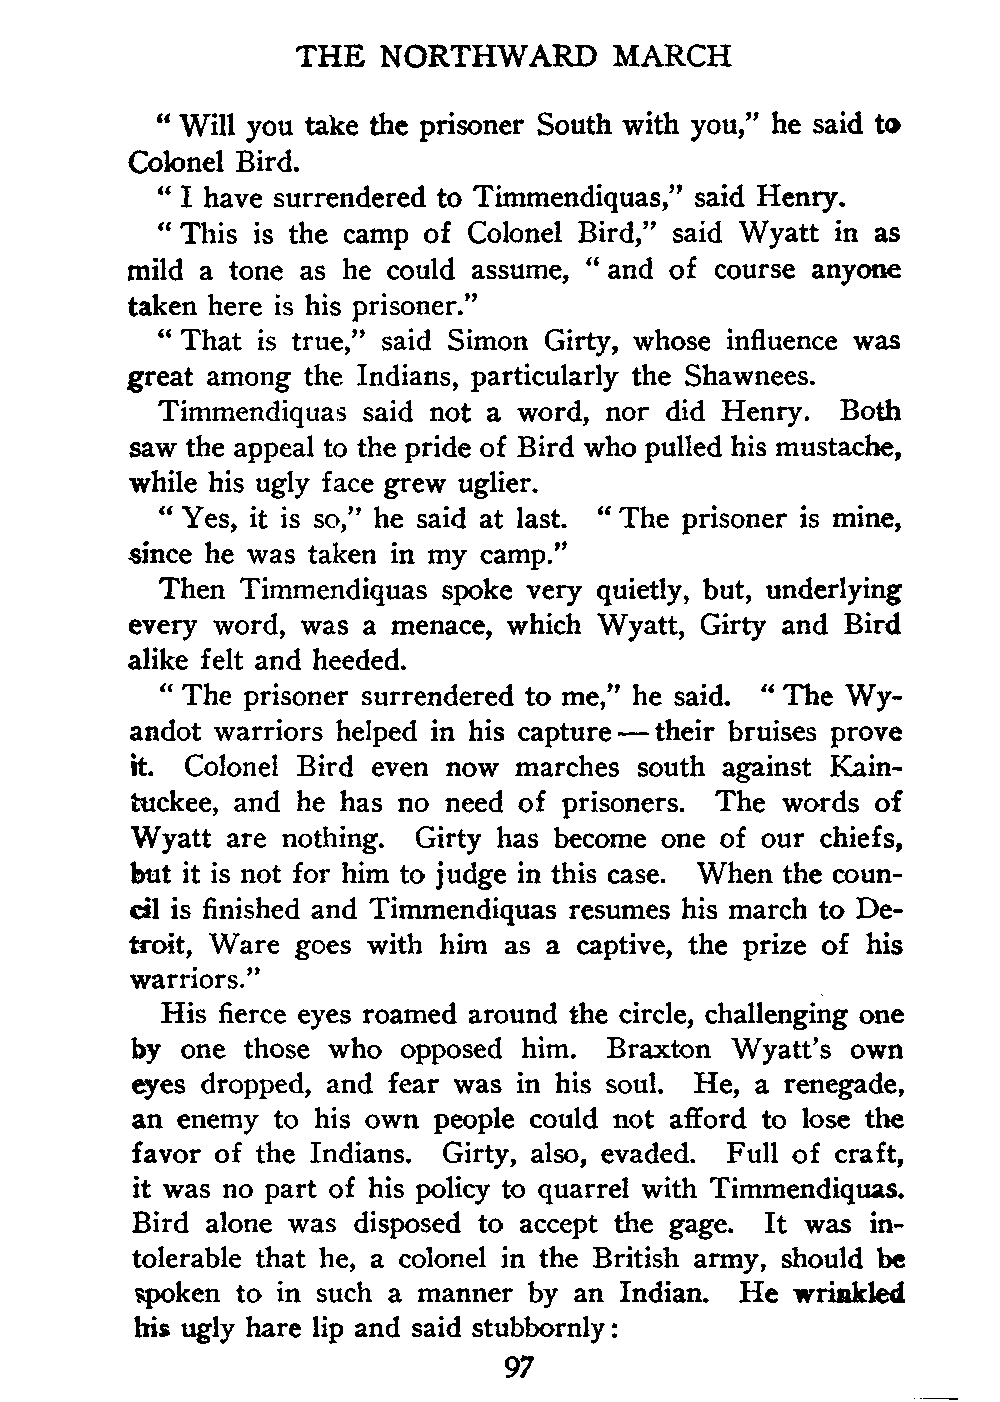 THE NORTHWARD MARCH
“ Will you take the prisoner South with you,” he said to
Colonel Bird.
“ I have surrendered to Timmendiquas,” said Henry.
“ This is the camp of Colonel Bird,” said Wyatt in as
mild a tone as he could assume, “ and of course anyone
taken here is his prisoner.”
“ That is true,” said Simon Girty, whose influence was
great among the Indians, particularly the Shawnees.
Timmendiquas said not a word, nor did Henry. Both
saw the appeal to the pride of Bird who pulled his mustache,
while his ugly face grew uglier.
“ Yes, it is so,” he said at last. “ The prisoner is mine,
since he was taken in my camp.”
Then Timmendiquas spoke very quietly, but, underlying
every word, was a menace, which Wyatt, Girty and Bird
alike felt and heeded.
“ The prisoner surrendered to me,” he said. “ The Wy-
andot warriors helped in his capture — their bruises prove
it. Colonel Bird even now marches south against Kain-
tuckee, and he has no need of prisoners. The words of
Wyatt are nothing. Girty has become one of our chiefs,
but it is not for him to judge in this case. When the coun-
cil is finished and Timmendiquas resumes his march to De-
troit, Ware goes with him as a captive, the prize of his
warriors.”
His fierce eyes roamed around the circle, challenging one
by one those who opposed him. Braxton Wyatt’s own
eyes dropped, and fear was in his soul. He, a renegade,
an enemy to his own people could not afford to lose the
favor of the Indians. Girty, also, evaded. Full of craft,
it was no part of his policy to quarrel with Timmendiquas.
Bird alone was disposed to accept the gage. It was in-
tolerable that he, a colonel in the British army, should be
spoken to in such a manner by an Indian. He wrinkled
his ugly hare lip and said stubbornly:
97